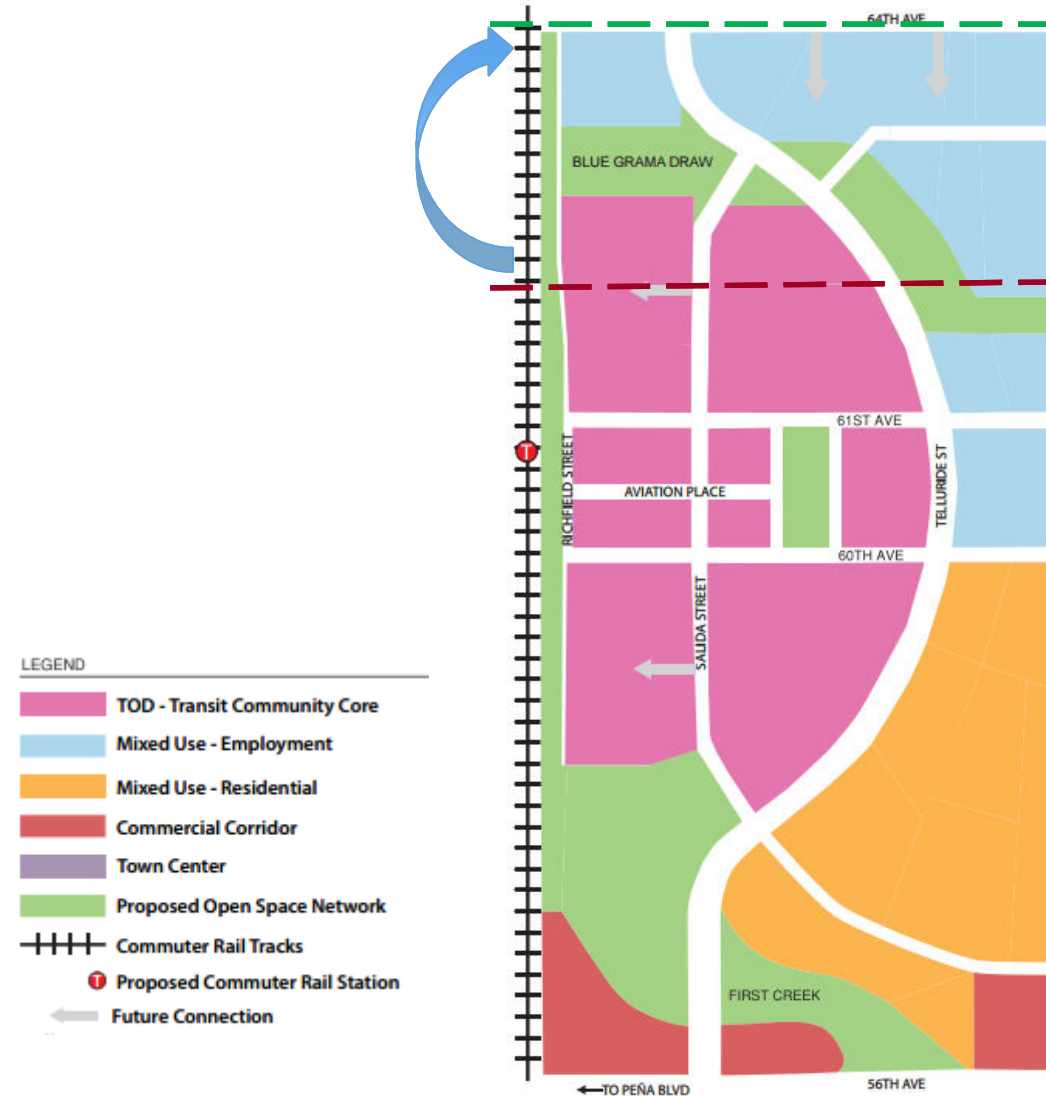 64TH AVE
BLUE GRAMA DRAW
61ST AVE
T
RICHFIELD STREET
AVIATION PLACE
TELLURIDE ST
60TH AVE
SALIDA STREET
LEGEND
TOD - Transit Community Core
Mixed Use - Employment
Mixed Use - Residential
Commercial Corridor
Town Center
Proposed Open Space Network
Commuter Rail Tracks
T Proposed Commuter Rail Station
Future Connection
FIRST CREEK
56TH AVE
TO PEÑA BLVD